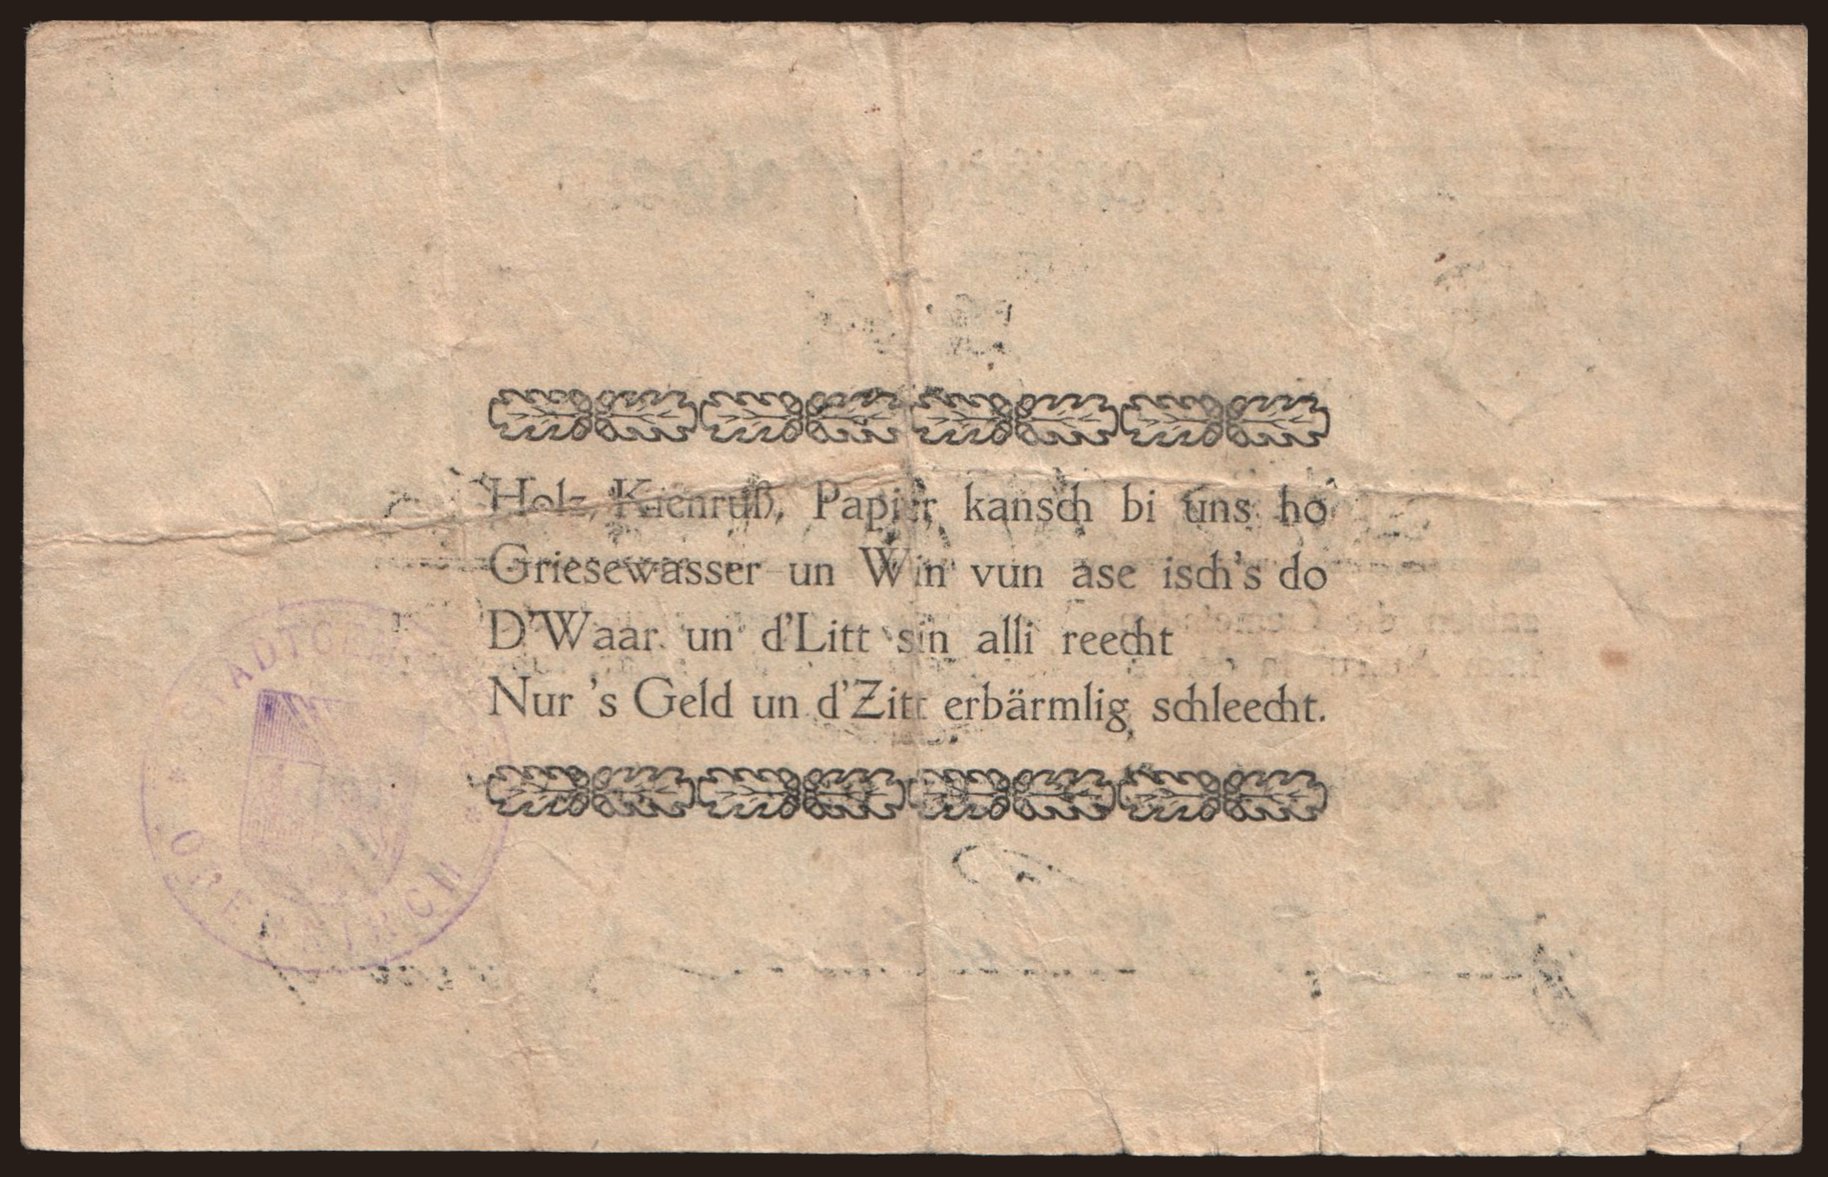 Holz, Kienruß, Papier kansch bi uns ho
Griesewasser un Win vun ase isch's do
D'Waar un d'Litt sin alli reecht
Nur 's Geld un d'Zitt erbärmlig schleecht.
OBERKIRCH